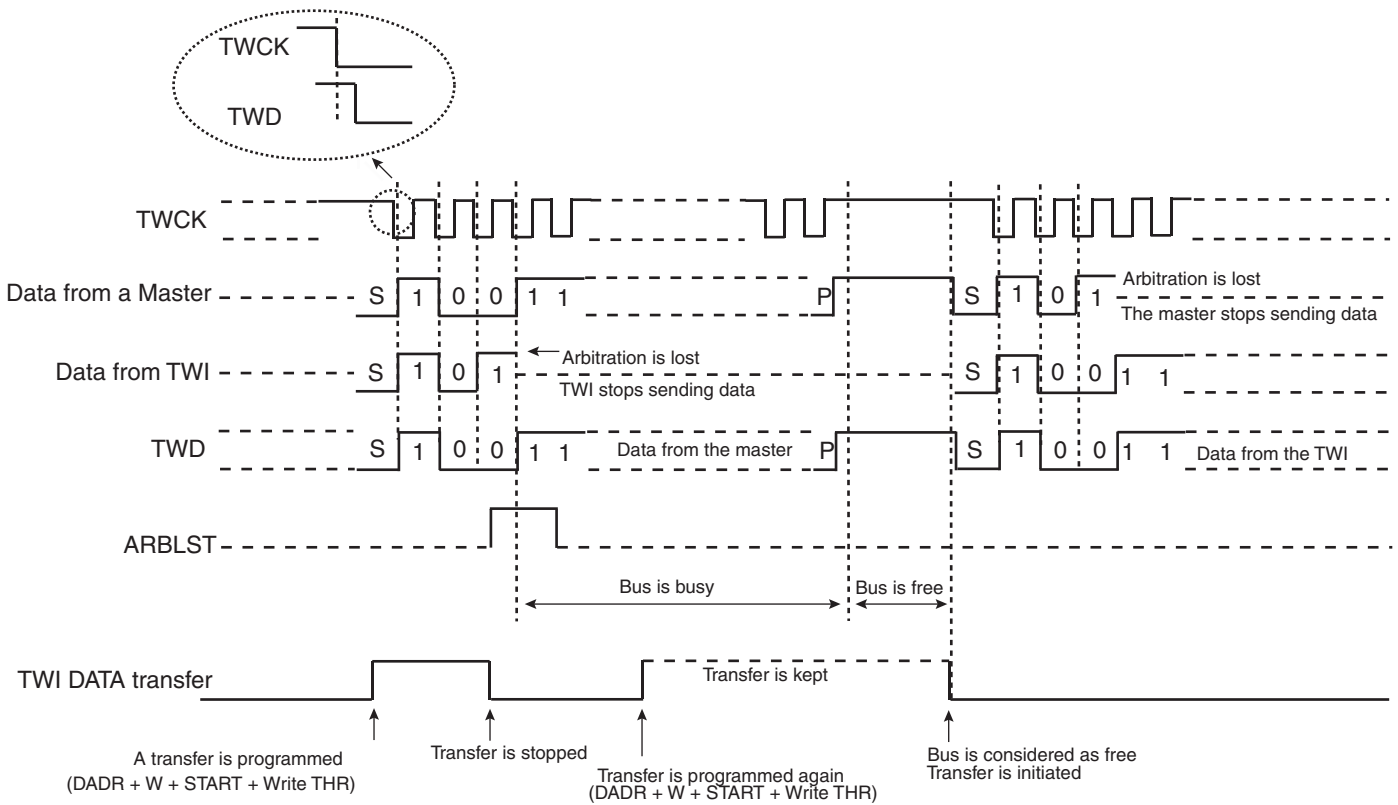 TWCK
TWD
TWCK
Data from a Master S 1 0 0 1 1 P S 1 0 1 Arbitration is lost
The master stops sending data
Data from TWI S 1 0 1 Arbitration is lost S 1 0 0 1 1
TWI stops sending data
TWD S 1 0 0 1 1 Data from the master P S 1 0 0 1 1 Data from the TWI
ARBLST
Bus is busy Bus is free
TWI DATA transfer Transfer is kept
A transfer is programmed
(DADR + W + START + Write THR)
Transfer is stopped
Transfer is programmed again
(DADR + W + START + Write THR)
Bus is considered as free
Transfer is initiated